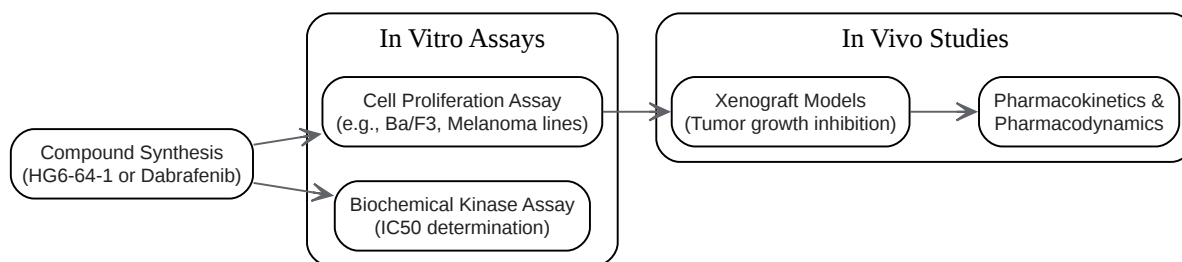 In Vitro Assays
In Vivo Studies
Compound Synthesis
(HG6-64-1 or Dabrafenib)
Cell Proliferation Assay
(e.g., Ba/F3, Melanoma lines)
Biochemical Kinase Assay
(IC50 determination)
Xenograft Models
(Tumor growth inhibition)
Pharmacokinetics &
Pharmacodynamics